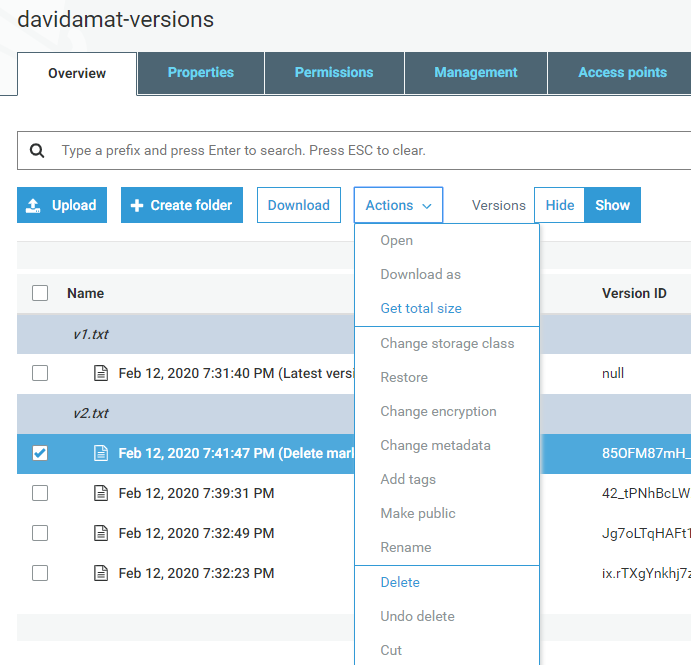 davidamat-versions
Overview Properties Permissions Management Access points
Type a prefix and press Enter to search. Press ESC to clear.
Upload Create folder Download Actions Versions Hide Show
Open
Download as
Name Version ID
Get total size
v1.txt
Change storage class
Feb 12, 2020 7:31:40 PM (Latest versi null
Restore
v2.txt
Change encryption
Feb 12, 2020 7:41:47 PM (Delete marl 85OFM87mH_
Change metadata
Add tags
Feb 12, 2020 7:39:31 PM 42_tPNhBcLW
Make public
Feb 12, 2020 7:32:49 PM Jg7oLTqHAFt1
Rename
Feb 12, 2020 7:32:23 PM ix.rTXgYnkhj7z
Delete
Undo delete
Cut